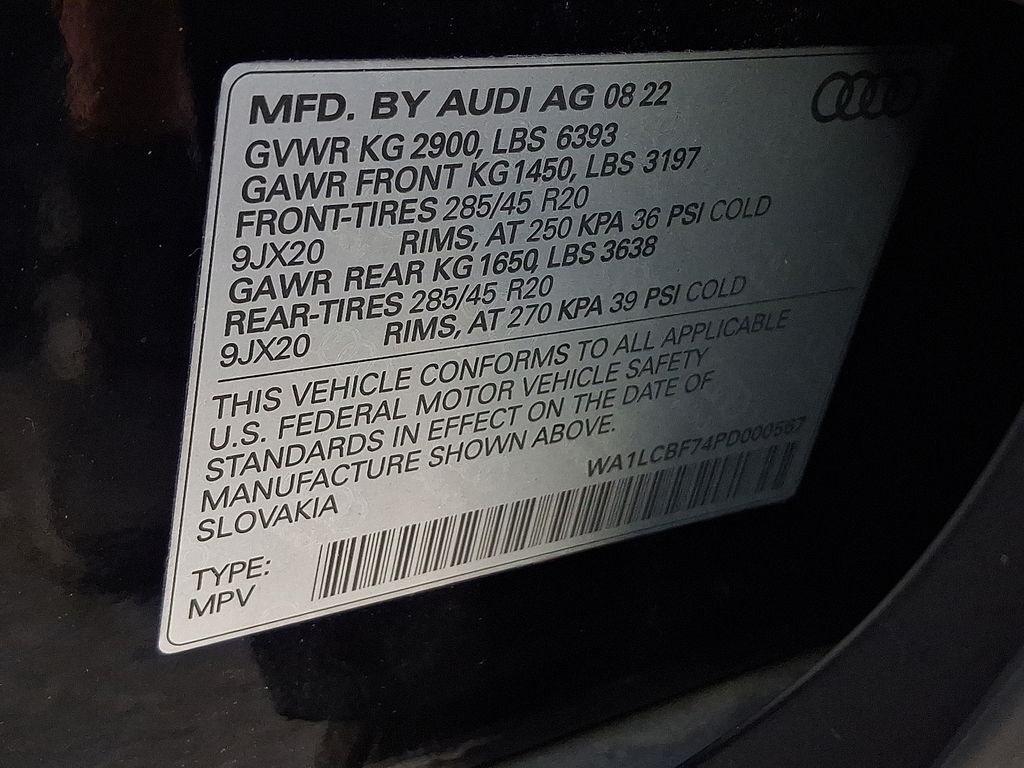 MFD. BY AUDI AG 08 22
GVWR KG 2900, LBS 6393
GAWR FRONT KG 1450, LBS 3197
FRONT-TIRES 285/45 R20
9JX20 RIMS, AT 250 KPA 36 PSI COLD
GAWR REAR KG 1650, LBS 3638
REAR-TIRES 285/45 R20
9JX20 RIMS, AT 270 KPA 39 PSI COLD
THIS VEHICLE CONFORMS TO ALL APPLICABLE
U.S. FEDERAL MOTOR VEHICLE SAFETY
STANDARDS IN EFFECT ON THE DATE OF
MANUFACTURE SHOWN ABOVE.
SLOVAKIA
WA1LCBF74PD000567
TYPE:
MPV